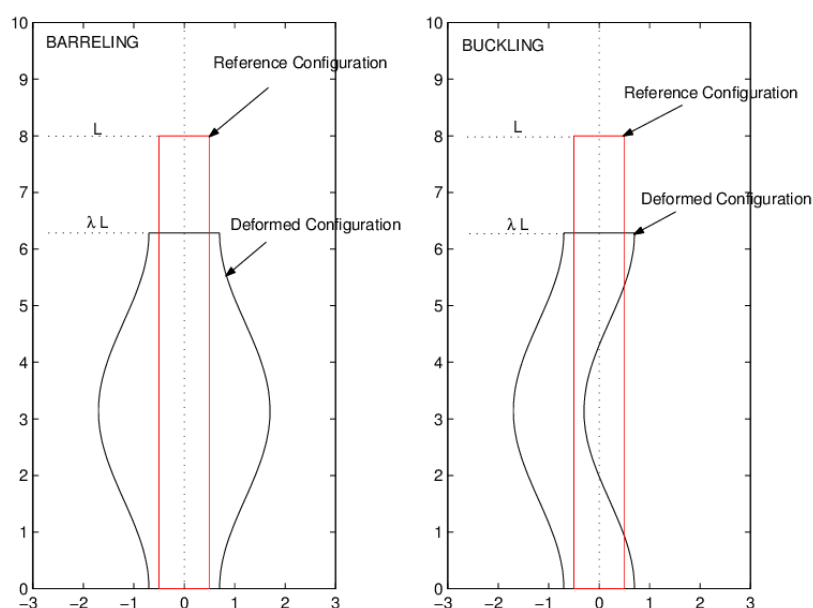 10
BARRELING
Reference Configuration
9
L
8
7
λ L
Deformed Configuration
6
5
4
3
2
1
0
−3 −2 −1 0 1 2 3
10
BUCKLING
9
Reference Configuration
L
8
7
Deformed Configuration
λ L
6
5
4
3
2
1
0
−3 −2 −1 0 1 2 3